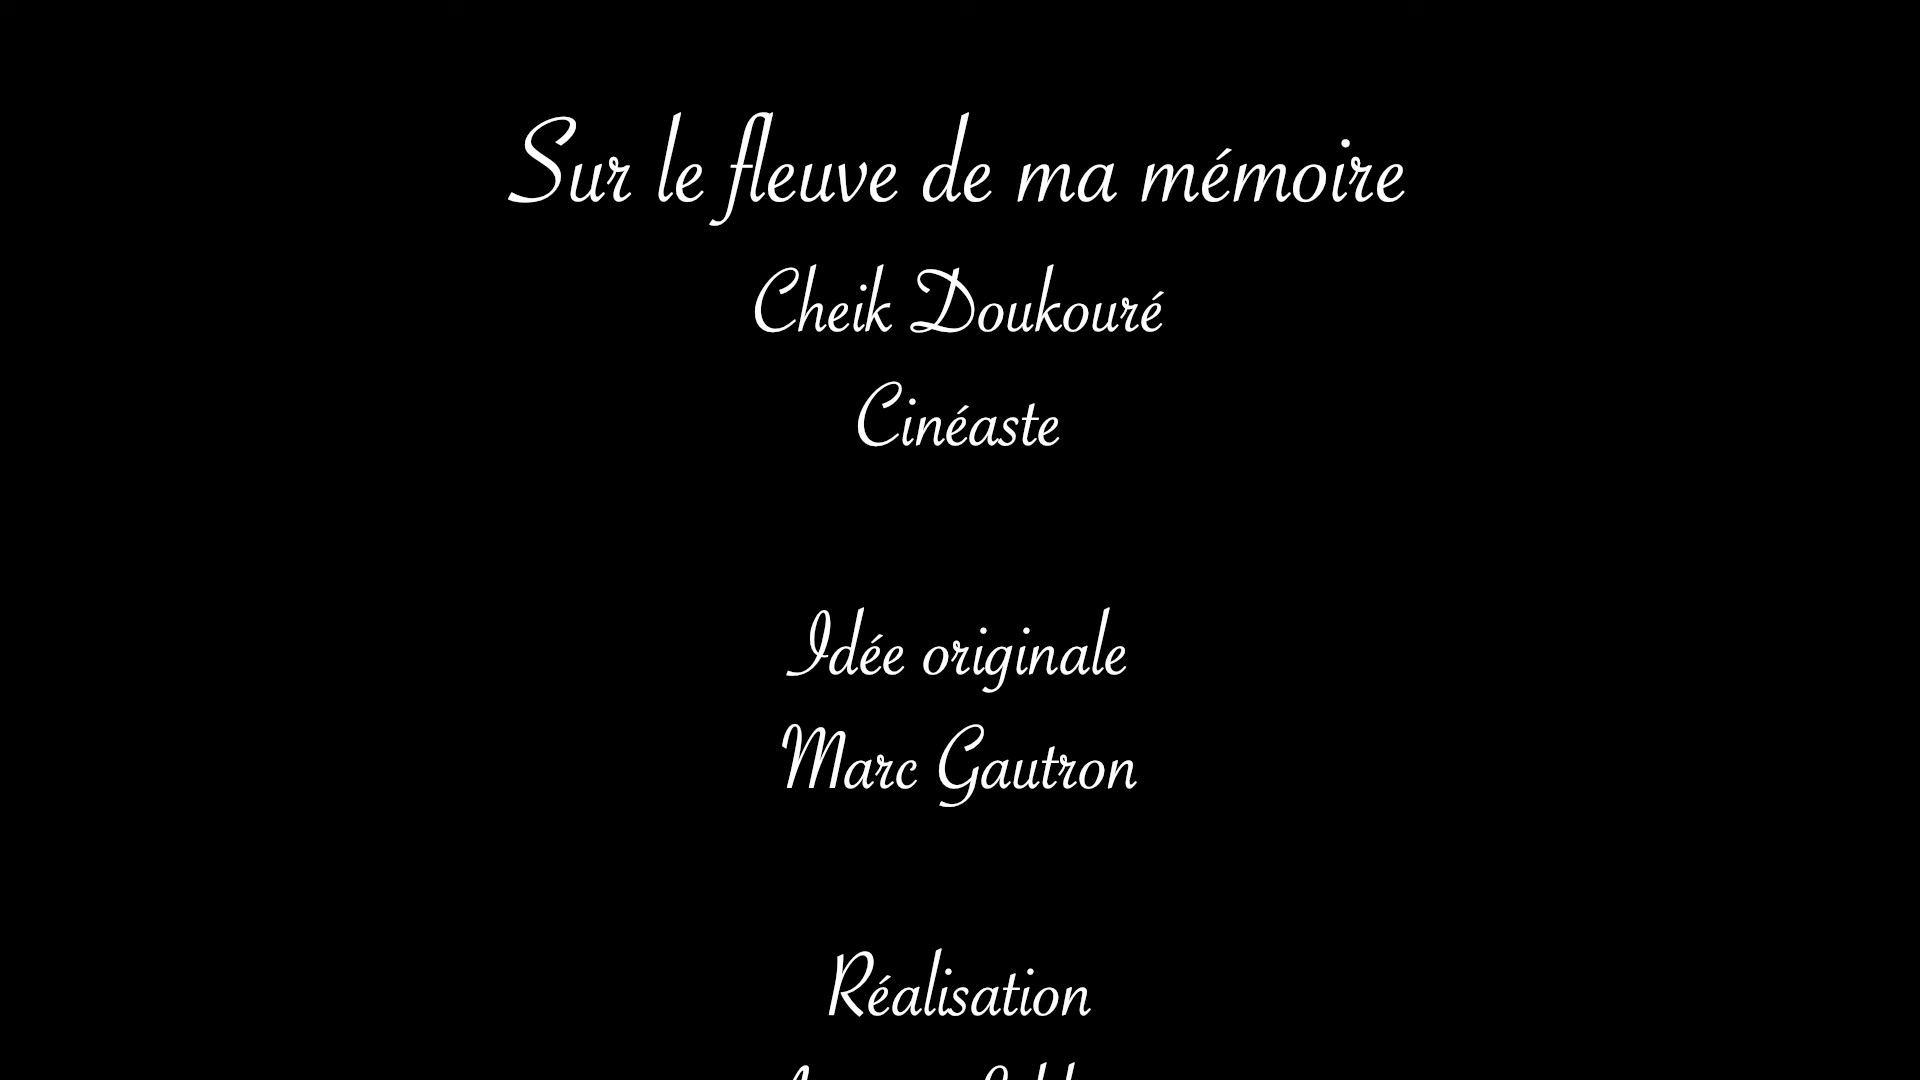 Sur le fleuve de ma mémoire
Cheik Doukouré
Cinéaste
Idée originale
Marc Gautron
Réalisation